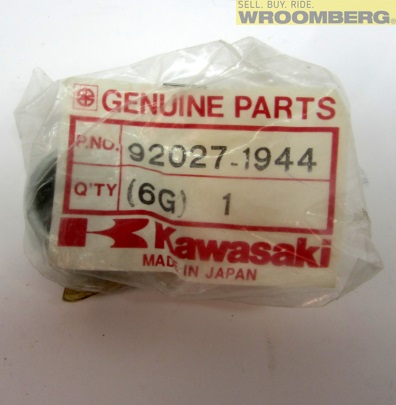 SELL. BUY. RIDE.
WROOMBERG®
GENUINE PARTS
P.NO. 92027-1944
Q'TY (6G) 1
Kawasaki
MADE IN JAPAN